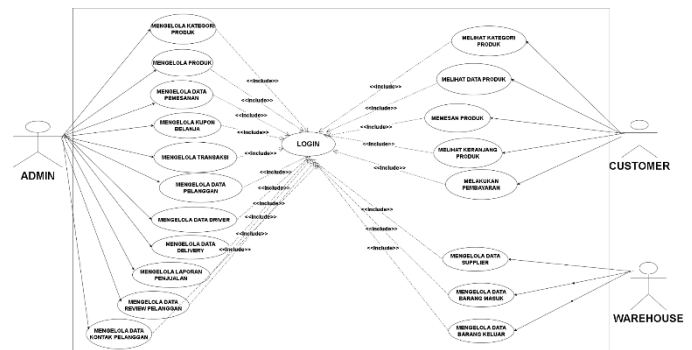 MENGELOLA KATEGORI
PRODUK
MENGELOLA PRODUK
MENGELOLA DATA
PEMESANAN
MENGELOLA KUPON
BELANJA
MENGELOLA TRANSAKSI
MENGELOLA DATA
PELANGGAN
MENGELOLA DATA DRIVER
MENGELOLA DATA
DELIVERY
MENGELOLA LAPORAN
PENJUALAN
MENGELOLA DATA
REVIEW PELANGGAN
MENGELOLA DATA
KONTAK PELANGGAN
ADMIN
<<Include>>
<<Include>>
<<Include>>
<<Include>>
<<Include>>
<<Include>>
<<Include>>
<<Include>>
<<Include>>
<<Include>>
<<Include>>
LOGIN
<<Include>>
<<Include>>
<<Include>>
<<Include>>
<<Include>>
<<Include>>
<<Include>>
<<Include>>
MELIHAT KATEGORI
PRODUK
MELIHAT DATA PRODUK
MEMESAN PRODUK
MELIHAT KERANJANG
PRODUK
MELAKUKAN
PEMBAYARAN
CUSTOMER
MENGELOLA DATA
SUPPLIER
MENGELOLA DATA
BARANG MASUK
MENGELOLA DATA
BARANG KELUAR
WAREHOUSE